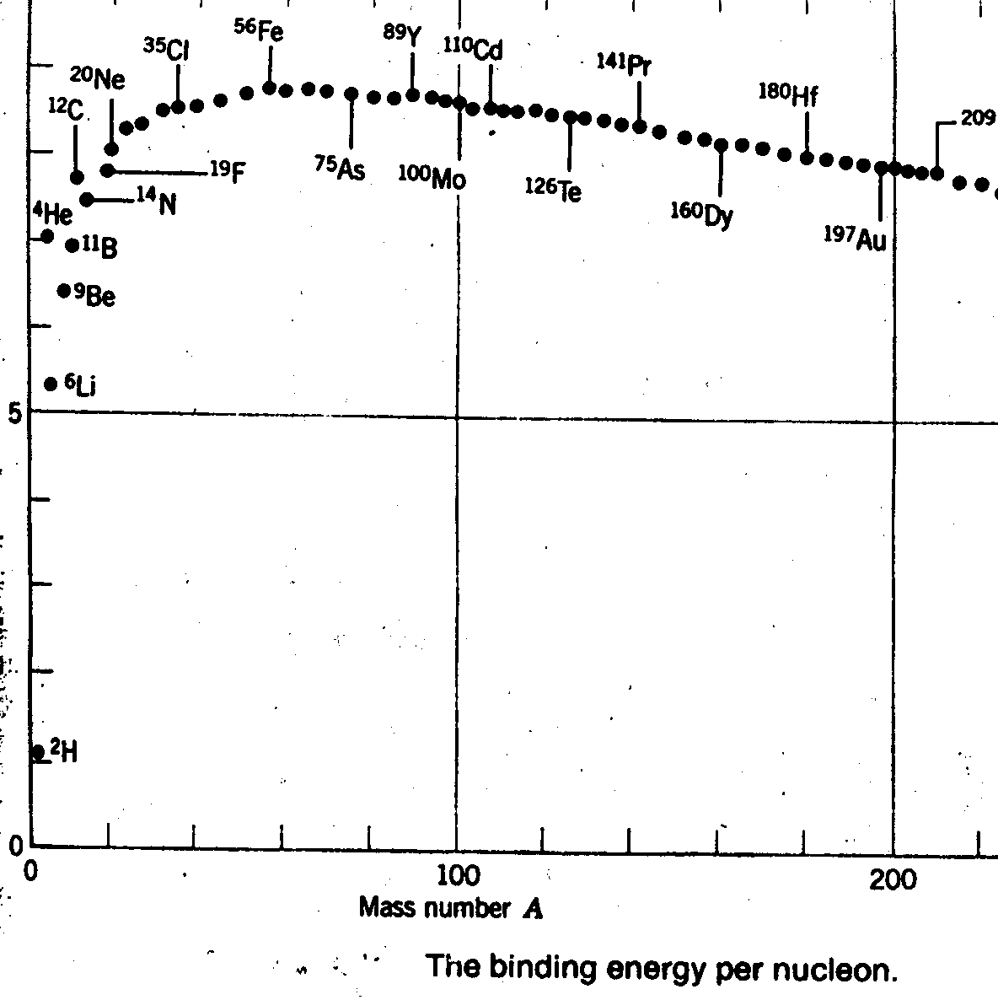 ⁵⁶Fe
³⁵Cl
⁸⁹Y
¹¹⁰Cd
¹⁴¹Pr
²⁰Ne
¹⁸⁰Hf
¹²C
209
¹⁹F
⁷⁵As
¹⁰⁰Mo
¹²⁶Te
¹⁴N
⁴He
¹⁶⁰Dy
¹⁹⁷Au
¹¹B
⁹Be
⁶Li
5
²H
0
0 100 200
Mass number A
The binding energy per nucleon.